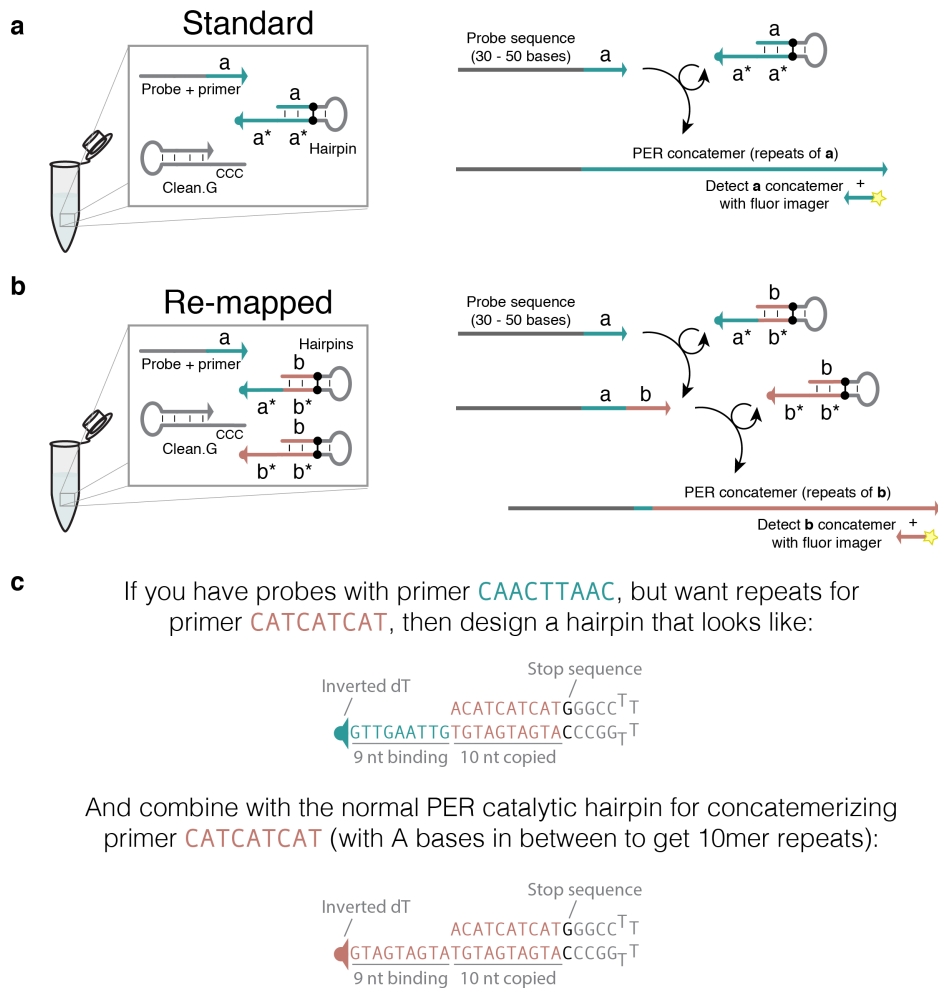 a
Standard
a
Probe + primer
a
a*
a*
Hairpin
CCC
Clean.G
Probe sequence
(30 - 50 bases)
a
a
a*
a*
PER concatemer (repeats of a)
Detect a concatemer
with fluor imager
+
b
Re-mapped
a
Probe + primer
Hairpins
b
a*
b*
CCC
Clean.G
b
b*
b*
Probe sequence
(30 - 50 bases)
a
b
a*
b*
a
b
b
b*
b*
PER concatemer (repeats of b)
Detect b concatemer
with fluor imager
+
c
If you have probes with primer CAACTTAAC, but want repeats for
primer CATCATCAT, then design a hairpin that looks like:
Stop sequence
Inverted dT
ACATCATCATGGGCCTT
GTTGAATTGTGTAGTAGTACCCGGTT
9 nt binding
10 nt copied
And combine with the normal PER catalytic hairpin for concatemerizing
primer CATCATCAT (with A bases in between to get 10mer repeats):
Stop sequence
Inverted dT
ACATCATCATGGGCCTT
GTAGTAGTATGTAGTAGTACCCGGTT
9 nt binding
10 nt copied